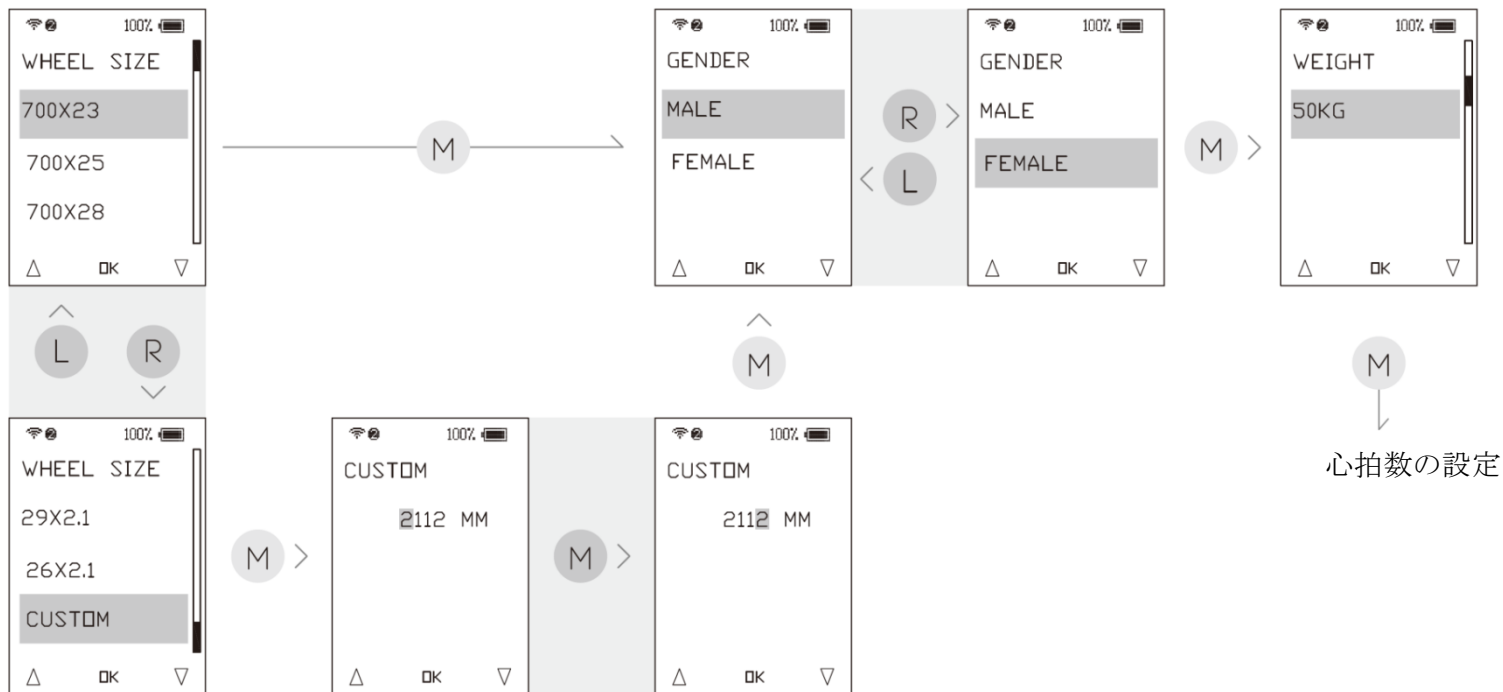 100%
WHEEL SIZE
700X23
700X25
700X28
OK
M
100%
GENDER
MALE
FEMALE
OK
R
L
100%
GENDER
MALE
FEMALE
OK
M
100%
WEIGHT
50KG
OK
L
R
M
M
心拍数の設定
100%
WHEEL SIZE
29X2.1
26X2.1
CUSTOM
OK
M
100%
CUSTOM
2112 MM
OK
M
100%
CUSTOM
2112 MM
OK